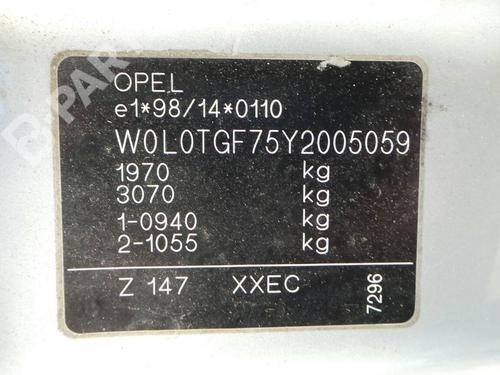 OPEL
e1*98/14*0110
W0L0TGF75Y2005059
1970 kg
3070 kg
1-0940 kg
2-1055 kg
Z 147 XXEC
7296